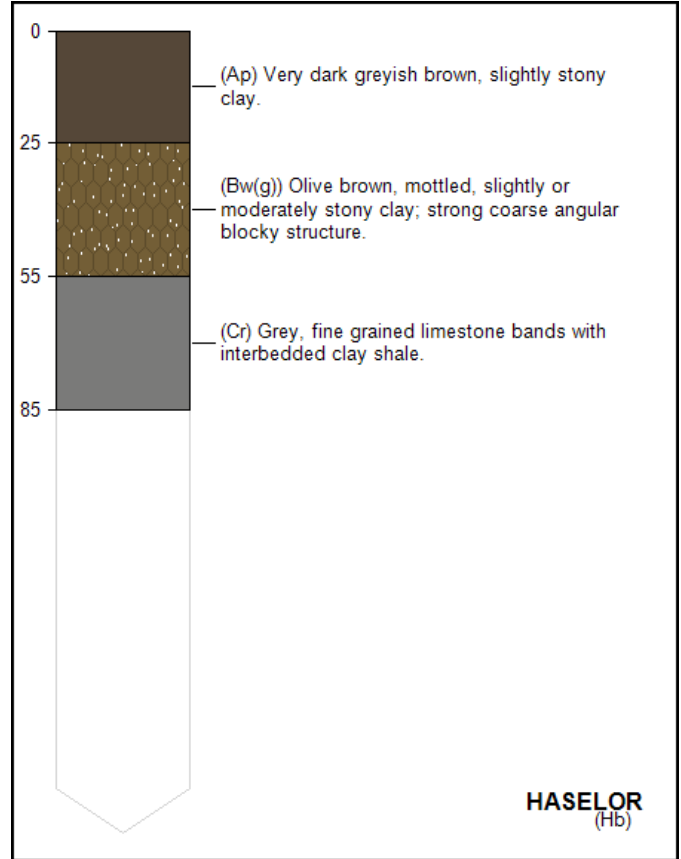 0
(Ap) Very dark greyish brown, slightly stony
clay.
25
(Bw(g)) Olive brown, mottled, slightly or
moderately stony clay; strong coarse angular
blocky structure.
55
(Cr) Grey, fine grained limestone bands with
interbedded clay shale.
85
HASELOR
(Hb)